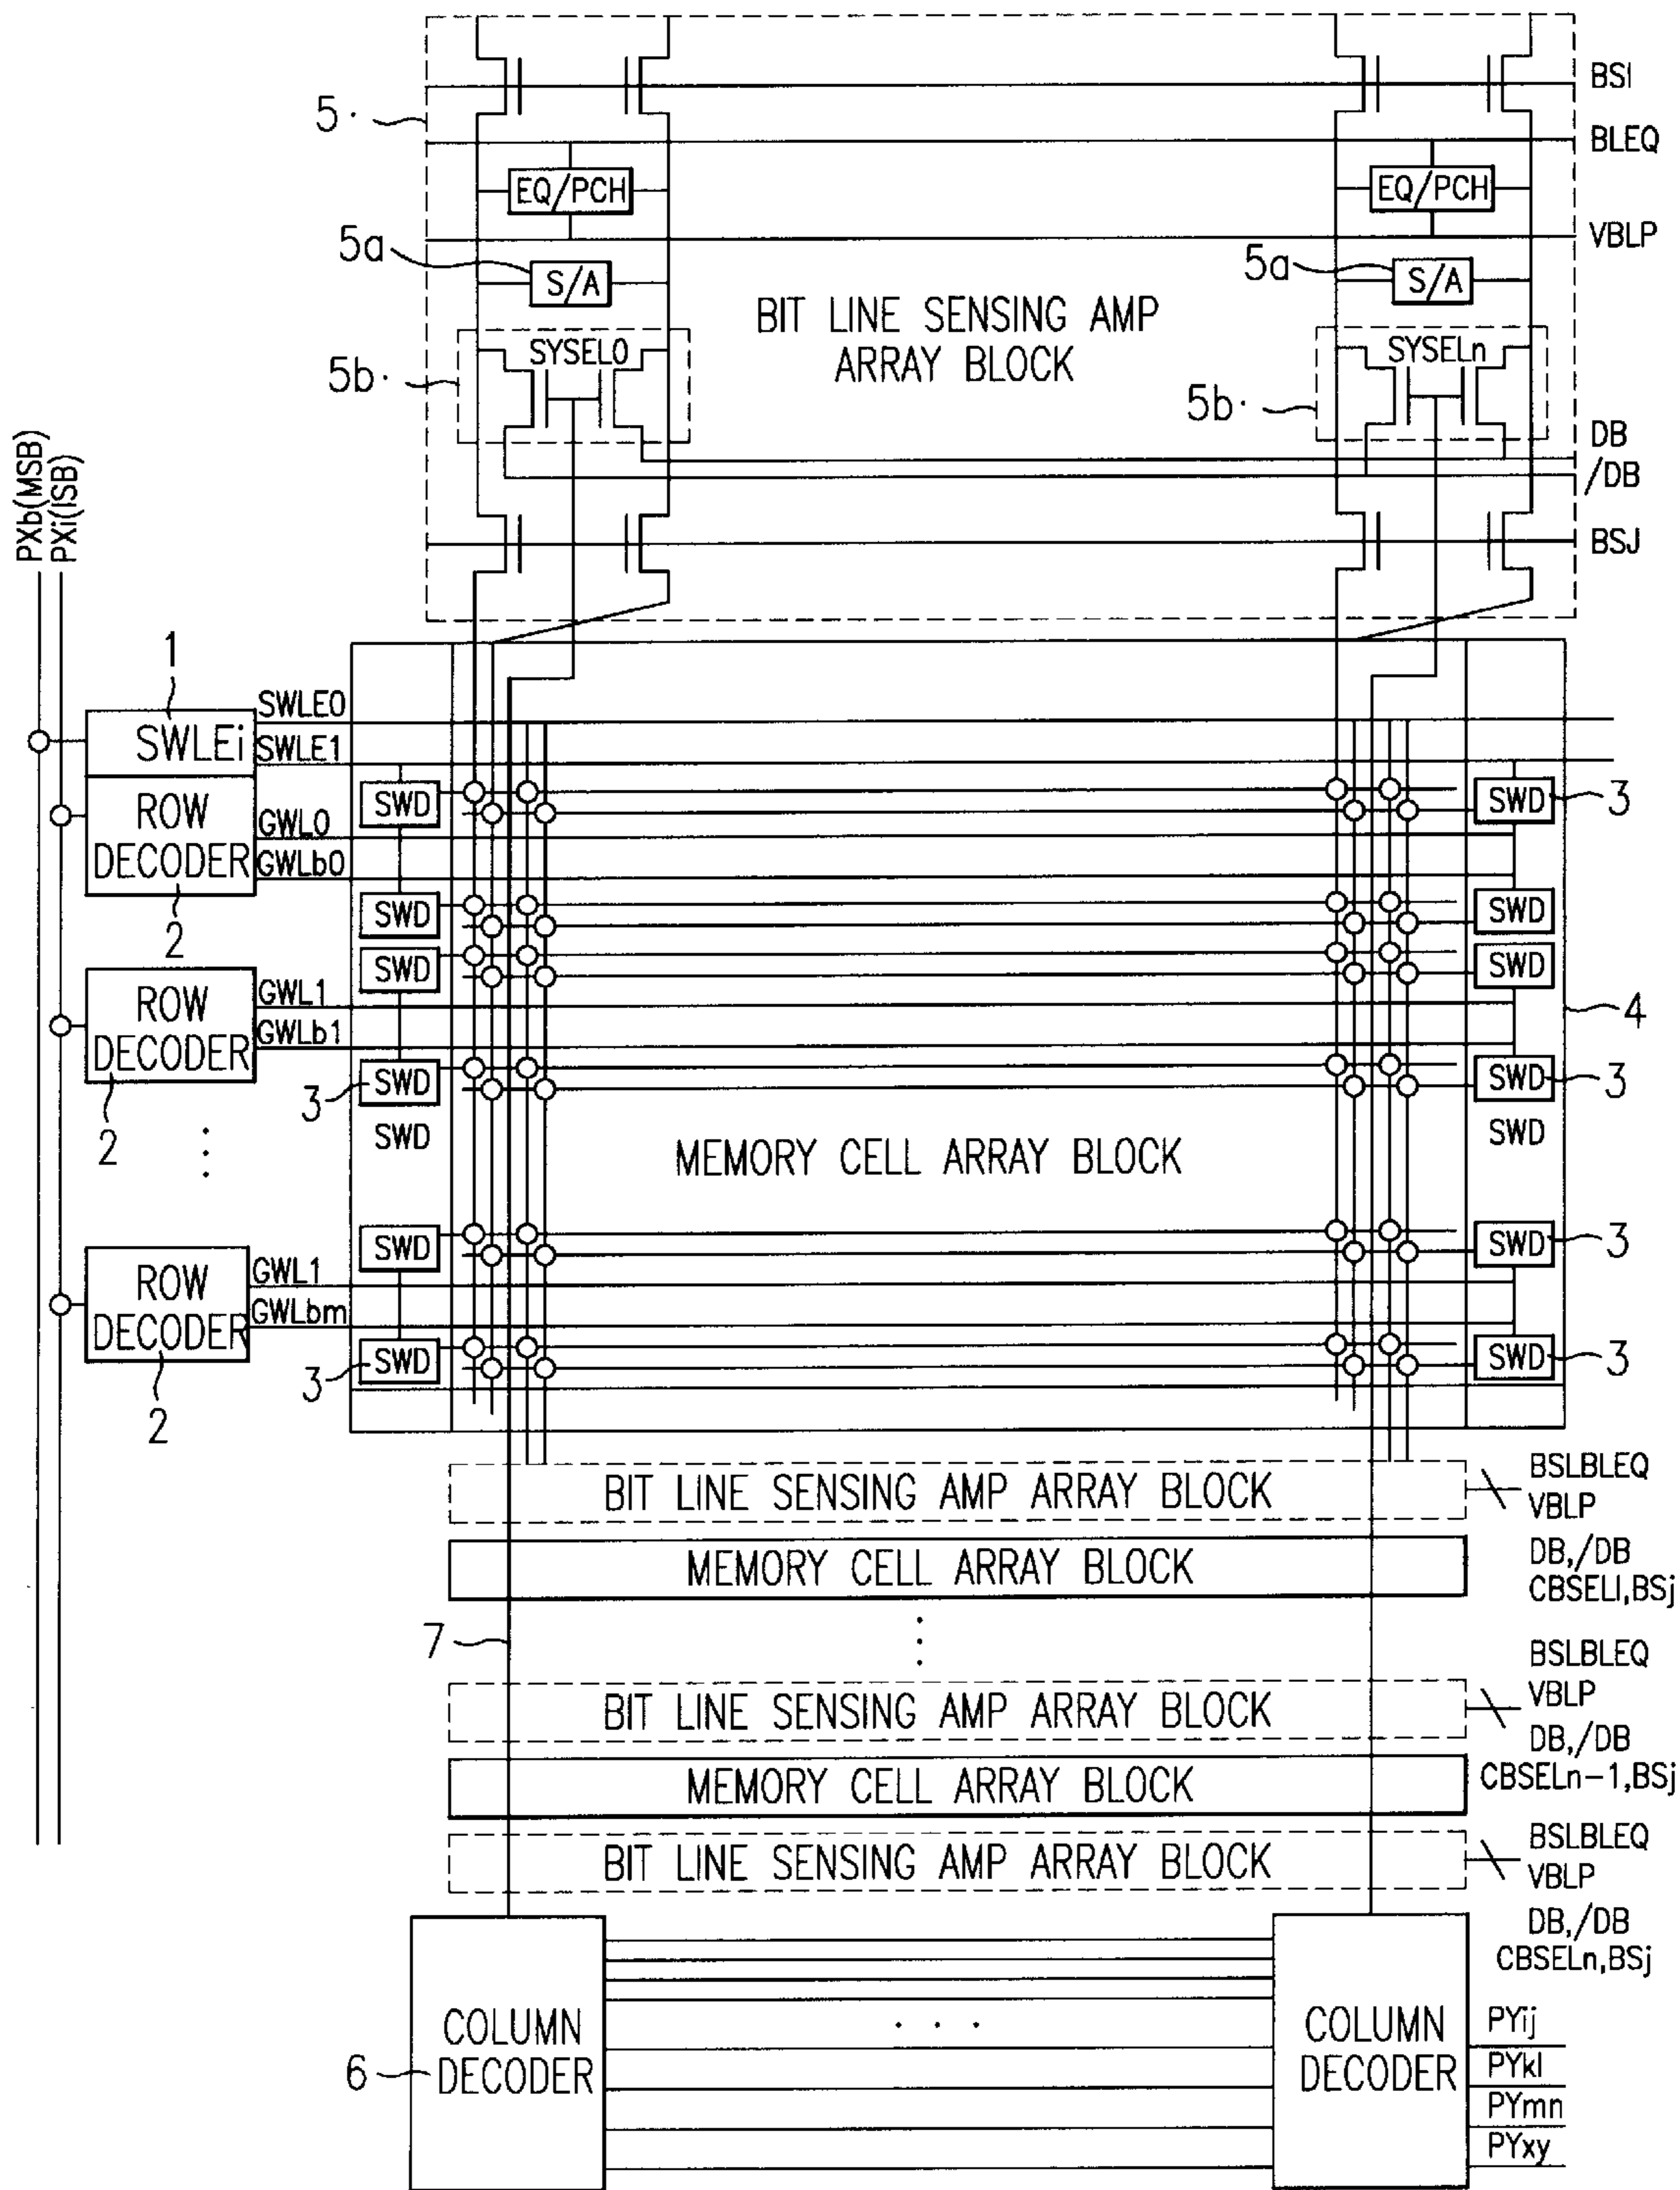 BSI
5
BLEQ
EQ/PCH
EQ/PCH
VBLP
5a
S/A
5a
S/A
BIT LINE SENSING AMP
ARRAY BLOCK
SYSEL0
SYSELn
5b
5b
DB
/DB
PXb(MSB)
PXi(ISB)
BSJ
1
SWLE0
SWLEi
SWLE1
SWD
SWD
3
ROW
DECODER
GWL0
GWLb0
SWD
SWD
2
SWD
SWD
ROW
DECODER
GWL1
GWLb1
4
SWD
3
SWD
3
2
SWD
SWD
MEMORY CELL ARRAY BLOCK
SWD
SWD
3
ROW
DECODER
GWL1
GWLbm
SWD
3
SWD
3
2
BIT LINE SENSING AMP ARRAY BLOCK
BSLBLEQ
VBLP
MEMORY CELL ARRAY BLOCK
DB,/DB
CBSELI,BSj
7
BIT LINE SENSING AMP ARRAY BLOCK
BSLBLEQ
VBLP
DB,/DB
MEMORY CELL ARRAY BLOCK
CBSELn-1,BSj
BIT LINE SENSING AMP ARRAY BLOCK
BSLBLEQ
VBLP
DB,/DB
CBSELn,BSj
COLUMN
DECODER
6
COLUMN
DECODER
PYij
PYkl
PYmn
PYxy